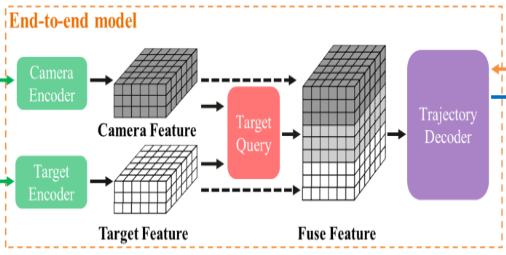 End-to-end model
Camera
Encoder
Camera Feature
Target
Query
Trajectory
Decoder
Target
Encoder
Target Feature
Fuse Feature